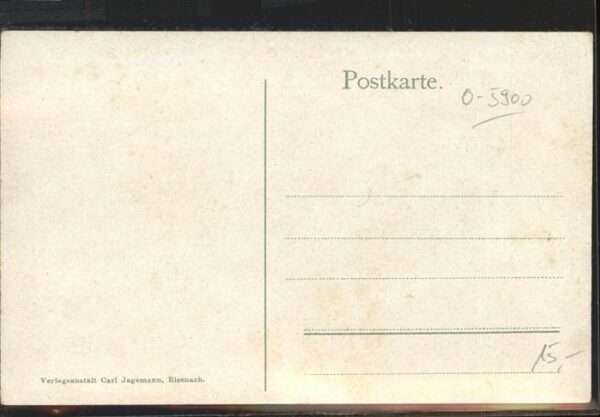 Postkarte.
O-5900
15,-
Verlagsanstalt Carl Jagemann, Eisenach.